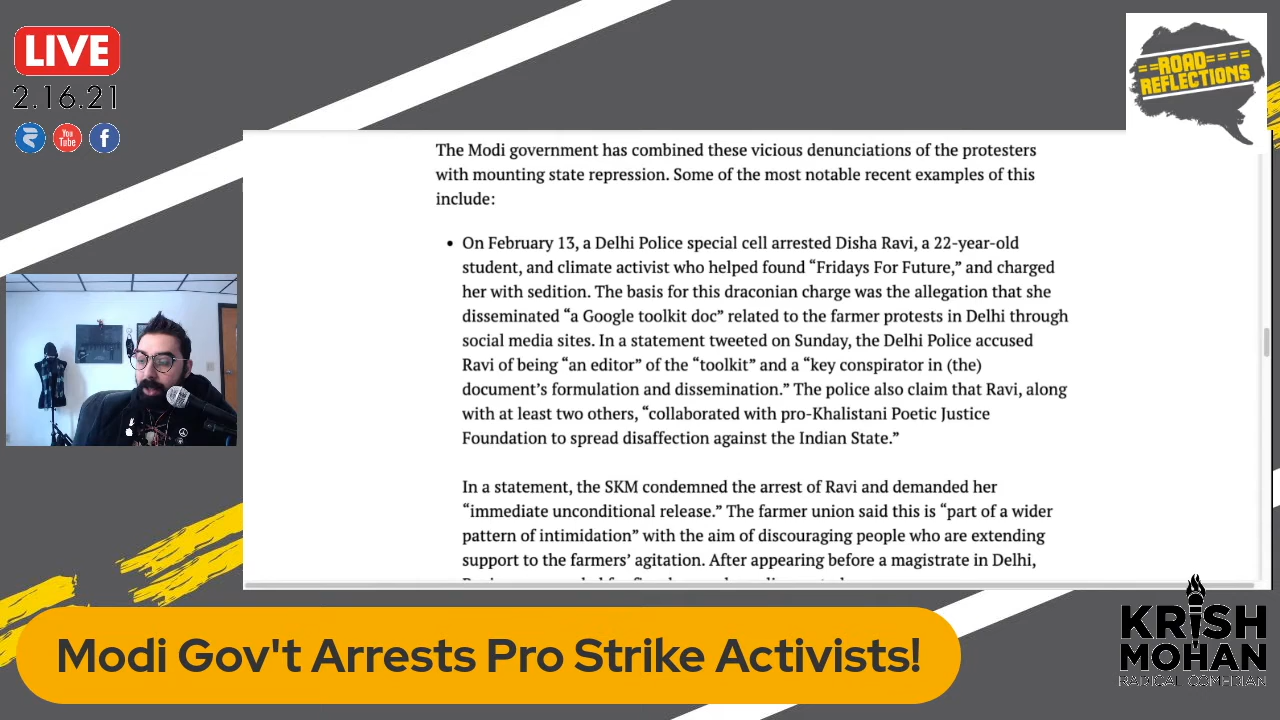 LIVE
2.16.21
You
Tube
f
==ROAD====
REFLECTIONS
The Modi government has combined these vicious denunciations of the protesters
with mounting state repression. Some of the most notable recent examples of this
include:
• On February 13, a Delhi Police special cell arrested Disha Ravi, a 22-year-old
student, and climate activist who helped found “Fridays For Future,” and charged
her with sedition. The basis for this draconian charge was the allegation that she
disseminated “a Google toolkit doc” related to the farmer protests in Delhi through
social media sites. In a statement tweeted on Sunday, the Delhi Police accused
Ravi of being “an editor” of the “toolkit” and a “key conspirator in (the)
document’s formulation and dissemination.” The police also claim that Ravi, along
with at least two others, “collaborated with pro-Khalistani Poetic Justice
Foundation to spread disaffection against the Indian State.”
In a statement, the SKM condemned the arrest of Ravi and demanded her
“immediate unconditional release.” The farmer union said this is “part of a wider
pattern of intimidation” with the aim of discouraging people who are extending
support to the farmers’ agitation. After appearing before a magistrate in Delhi,
Modi Gov't Arrests Pro Strike Activists!
KRISH
MOHAN
RADICAL COMEDIAN